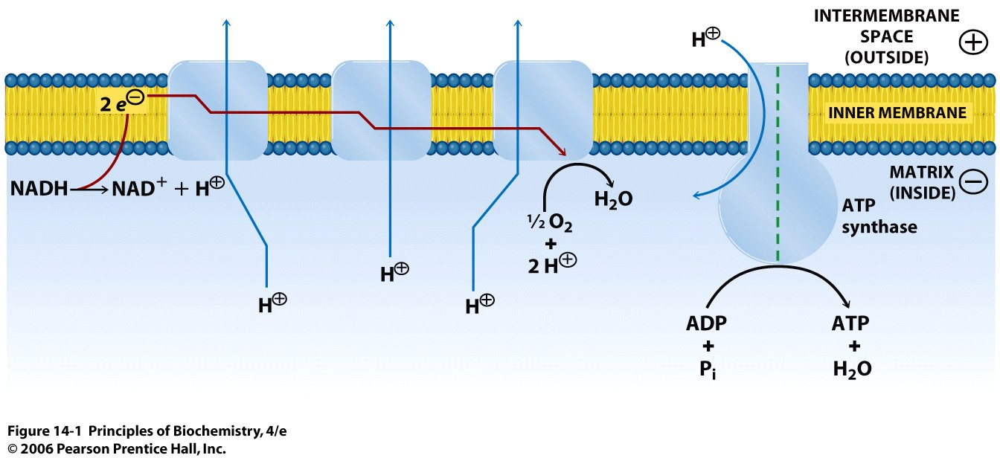 INTERMEMBRANE
SPACE
(OUTSIDE)
+
H⊕
2 e⊖
INNER MEMBRANE
NADH → NAD⁺ + H⊕
MATRIX
(INSIDE)
−
H₂O
½ O₂
+
2 H⊕
ATP
synthase
H⊕
H⊕
H⊕
ADP
+
Pᵢ
ATP
+
H₂O
Figure 14-1 Principles of Biochemistry, 4/e
© 2006 Pearson Prentice Hall, Inc.